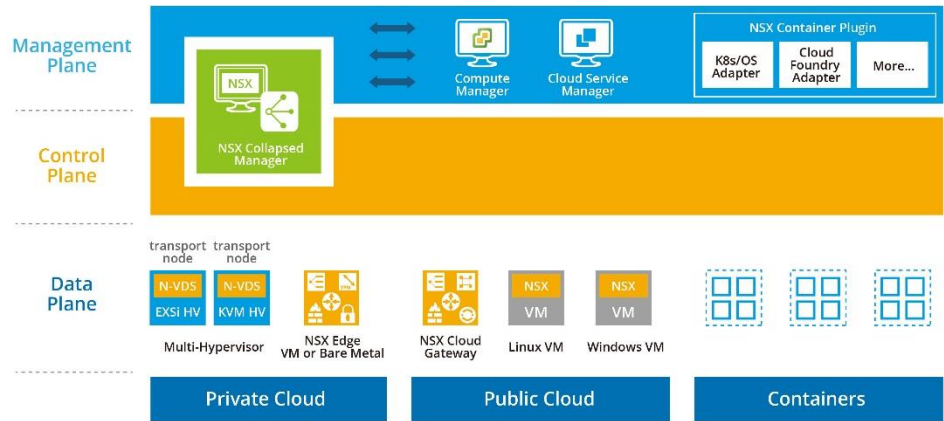 Management
Plane
NSX
NSX Collapsed
Manager
Compute
Manager
Cloud Service
Manager
NSX Container Plugin
K8s/OS
Adapter
Cloud
Foundry
Adapter
More...
Control
Plane
Data
Plane
transport
node
transport
node
N-VDS
EXSi HV
N-VDS
KVM HV
Multi-Hypervisor
NSX Edge
VM or Bare Metal
NSX Cloud
Gateway
NSX
VM
Linux VM
NSX
VM
Windows VM
Private Cloud
Public Cloud
Containers